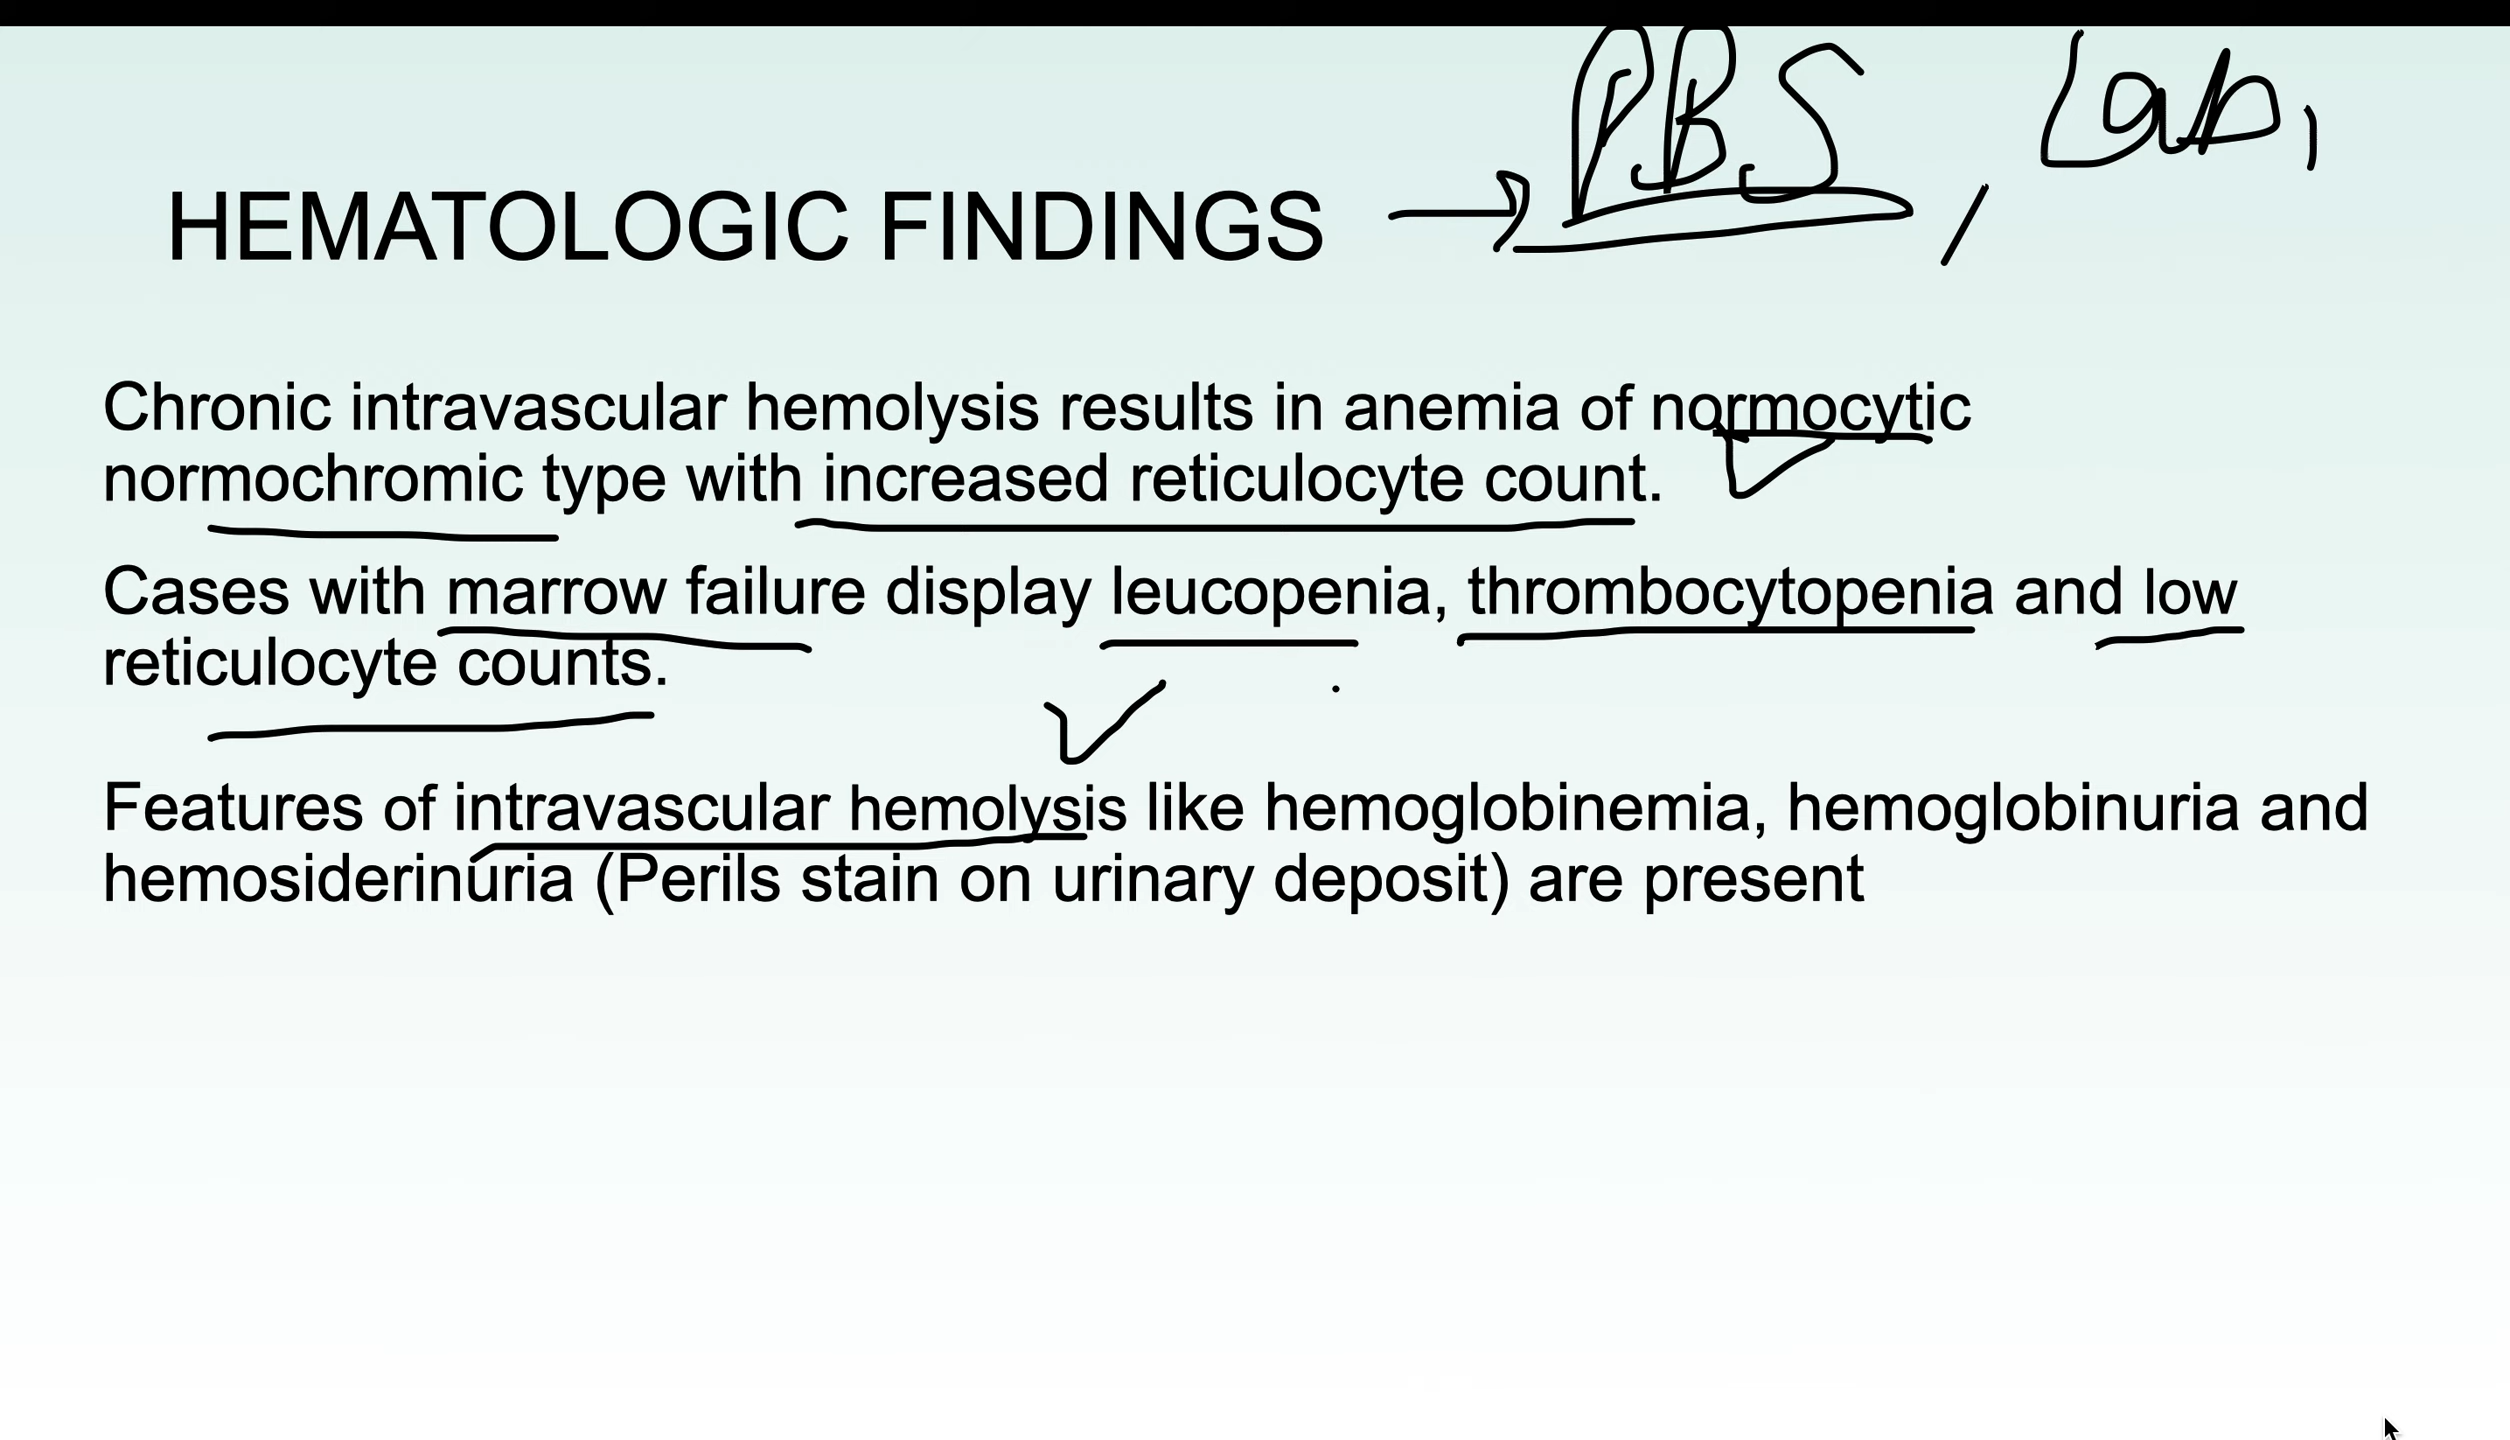 HEMATOLOGIC FINDINGS → P.B.S / Lab,
Chronic intravascular hemolysis results in anemia of normocytic
normochromic type with increased reticulocyte count.
Cases with marrow failure display leucopenia, thrombocytopenia and low
reticulocyte counts.
Features of intravascular hemolysis like hemoglobinemia, hemoglobinuria and
hemosiderinuria (Perils stain on urinary deposit) are present